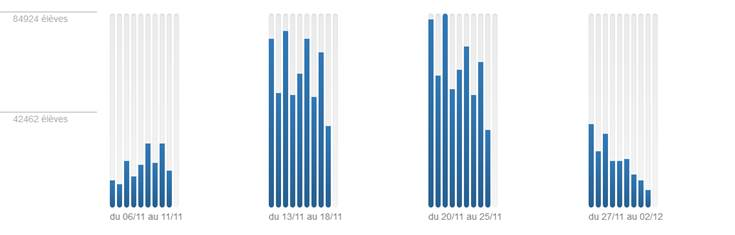 84924 élèves
42462 élèves
du 06/11 au 11/11
du 13/11 au 18/11
du 20/11 au 25/11
du 27/11 au 02/12